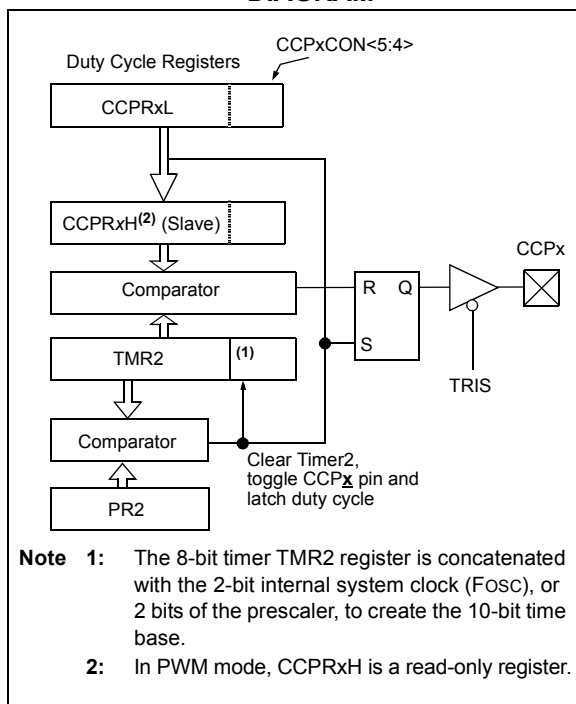 CCPxCON<5:4>
Duty Cycle Registers
CCPRxL
CCPRxH(2) (Slave)
CCPx
Comparator
R Q
S
TMR2
(1)
TRIS
Comparator
Clear Timer2,
toggle CCPx pin and
latch duty cycle
PR2
Note 1: The 8-bit timer TMR2 register is concatenated
with the 2-bit internal system clock (FOSC), or
2 bits of the prescaler, to create the 10-bit time
base.
2: In PWM mode, CCPRxH is a read-only register.